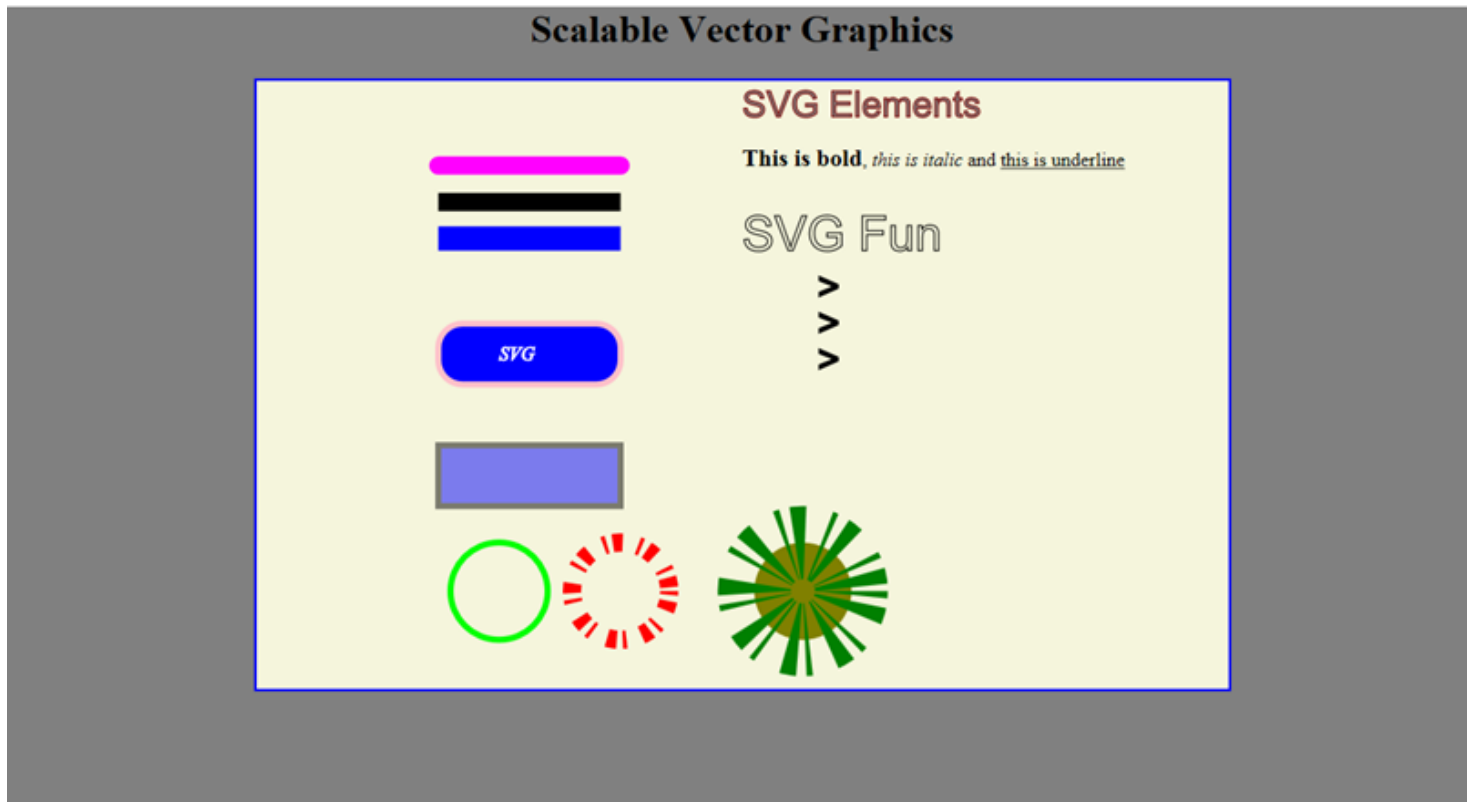 Scalable Vector Graphics
SVG Elements
This is bold, this is italic and this is underline
SVG Fun
>
>
>
SVG